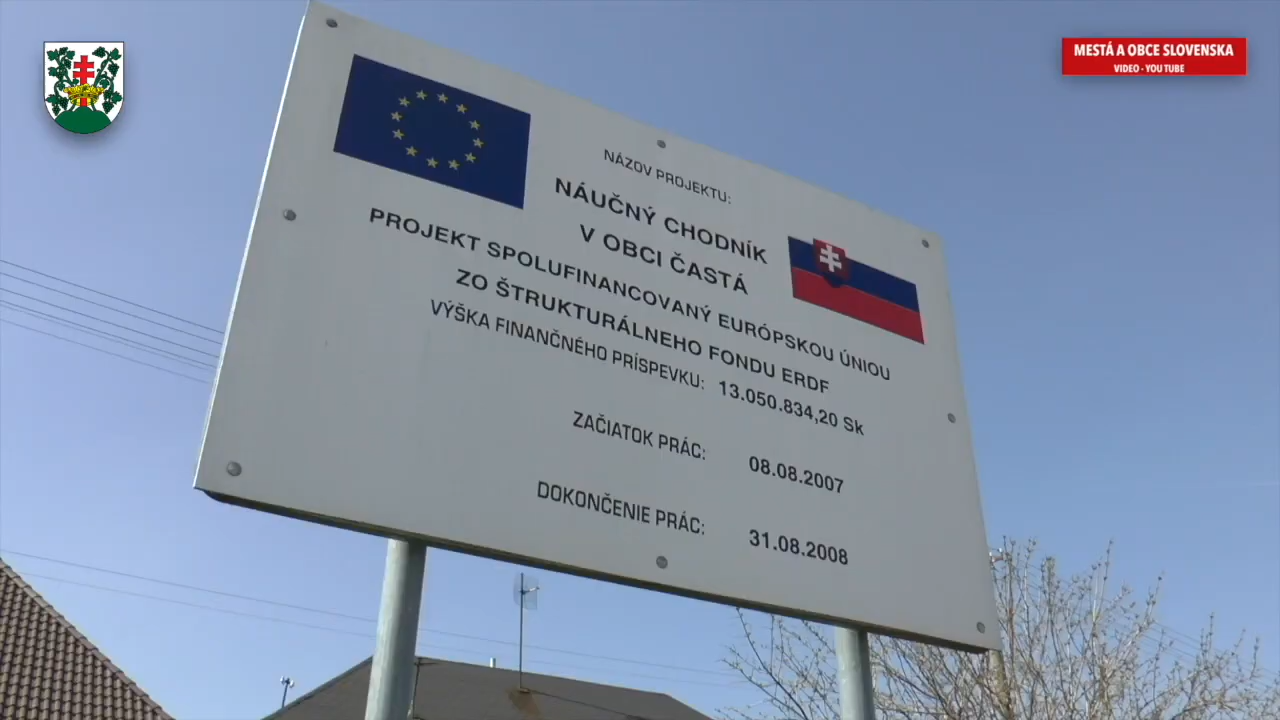 MESTÁ A OBCE SLOVENSKA
VIDEO - YOU TUBE
NÁZOV PROJEKTU:
NÁUČNÝ CHODNÍK
V OBCI ČASTÁ
PROJEKT SPOLUFINANCOVANÝ EURÓPSKOU ÚNIOU
ZO ŠTRUKTURÁLNEHO FONDU ERDF
VÝŠKA FINANČNÉHO PRÍSPEVKU: 13.050.834,20 Sk
ZAČIATOK PRÁC: 08.08.2007
DOKONČENIE PRÁC: 31.08.2008